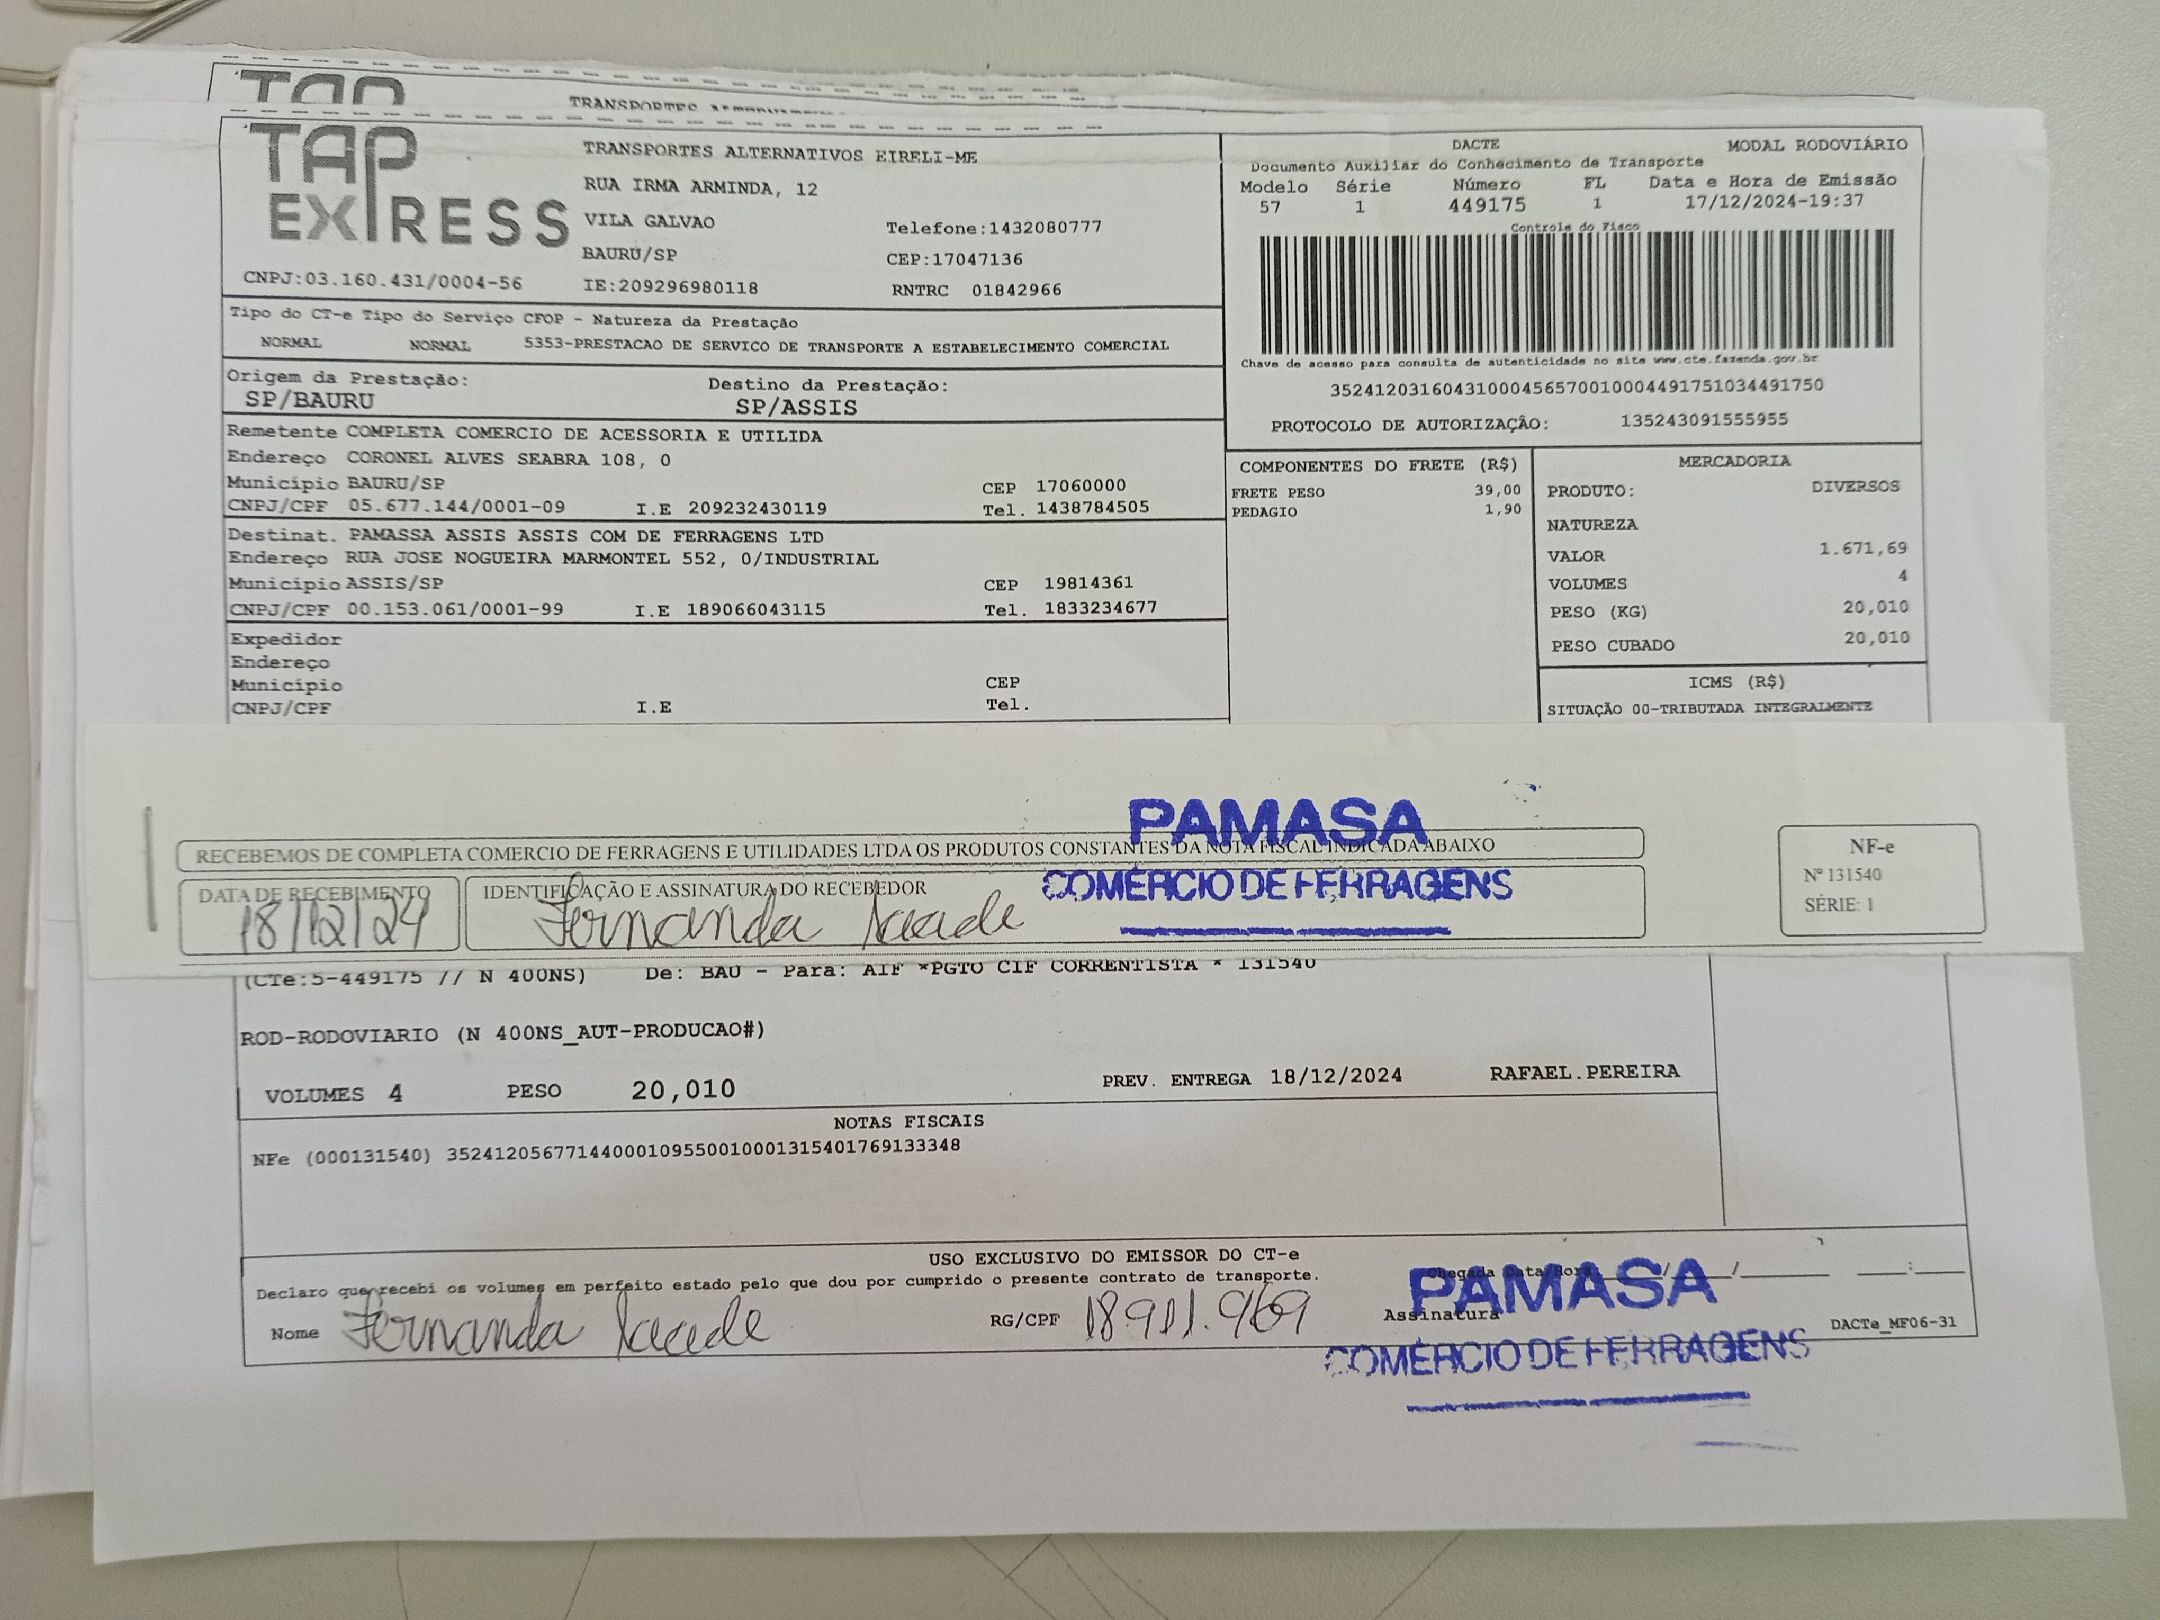 TAP
TRANSPORTES
TAP
EXPRESS
TRANSPORTES ALTERNATIVOS EIRELI-ME
RUA IRMA ARMINDA, 12
VILA GALVAO Telefone:1432080777
BAURU/SP CEP:17047136
CNPJ:03.160.431/0004-56 IE:209296980118 RNTRC 01842966
DACTE MODAL RODOVIÁRIO
Documento Auxiliar do Conhecimento de Transporte
Modelo Série Número FL Data e Hora de Emissão
57 1 449175 1 17/12/2024-19:37
Controle do Fisco
Chave de acesso para consulta de autenticidade no site www.cte.fazenda.gov.br
35241203160431000456570010004491751034491750
PROTOCOLO DE AUTORIZAÇÂO: 135243091555955
Tipo do CT-e Tipo do Serviço CFOP - Natureza da Prestação
NORMAL NORMAL 5353-PRESTACAO DE SERVICO DE TRANSPORTE A ESTABELECIMENTO COMERCIAL
Origem da Prestação: Destino da Prestação:
SP/BAURU SP/ASSIS
Remetente COMPLETA COMERCIO DE ACESSORIA E UTILIDA
Endereço CORONEL ALVES SEABRA 108, 0
Município BAURU/SP CEP 17060000
CNPJ/CPF 05.677.144/0001-09 I.E 209232430119 Tel. 1438784505
Destinat. PAMASSA ASSIS ASSIS COM DE FERRAGENS LTD
Endereço RUA JOSE NOGUEIRA MARMONTEL 552, 0/INDUSTRIAL
Município ASSIS/SP CEP 19814361
CNPJ/CPF 00.153.061/0001-99 I.E 189066043115 Tel. 1833234677
Expedidor
Endereço
Município CEP
CNPJ/CPF I.E Tel.
COMPONENTES DO FRETE (R$)
FRETE PESO 39,00
PEDAGIO 1,90
MERCADORIA
PRODUTO: DIVERSOS
NATUREZA
VALOR 1.671,69
VOLUMES 4
PESO (KG) 20,010
PESO CUBADO 20,010
ICMS (R$)
SITUAÇÃO 00-TRIBUTADA INTEGRALMENTE
PAMASA
COMÉRCIO DE FERRAGENS
RECEBEMOS DE COMPLETA COMERCIO DE FERRAGENS E UTILIDADES LTDA OS PRODUTOS CONSTANTES DA NOTA FISCAL INDICADA ABAIXO
DATA DE RECEBIMENTO IDENTIFICAÇÃO E ASSINATURA DO RECEBEDOR
18/12/24 Fernanda
NF-e
Nº 131540
SÉRIE: 1
(CTe:5-449175 // N 400NS) De: BAU - Para: AIF *PGTO CIF CORRENTISTA * 131540
ROD-RODOVIARIO (N 400NS_AUT-PRODUCAO#)
VOLUMES 4 PESO 20,010 PREV. ENTREGA 18/12/2024 RAFAEL.PEREIRA
NOTAS FISCAIS
NFe (000131540) 35241205677144000109550010001315401769133348
USO EXCLUSIVO DO EMISSOR DO CT-e
Declaro que recebi os volumes em perfeito estado pelo que dou por cumprido o presente contrato de transporte. Chegada Data/Hora __/__/____ __:__
Nome Fernanda RG/CPF 18.911.969 Assinatura DACTe_MF06-31
PAMASA
COMÉRCIO DE FERRAGENS